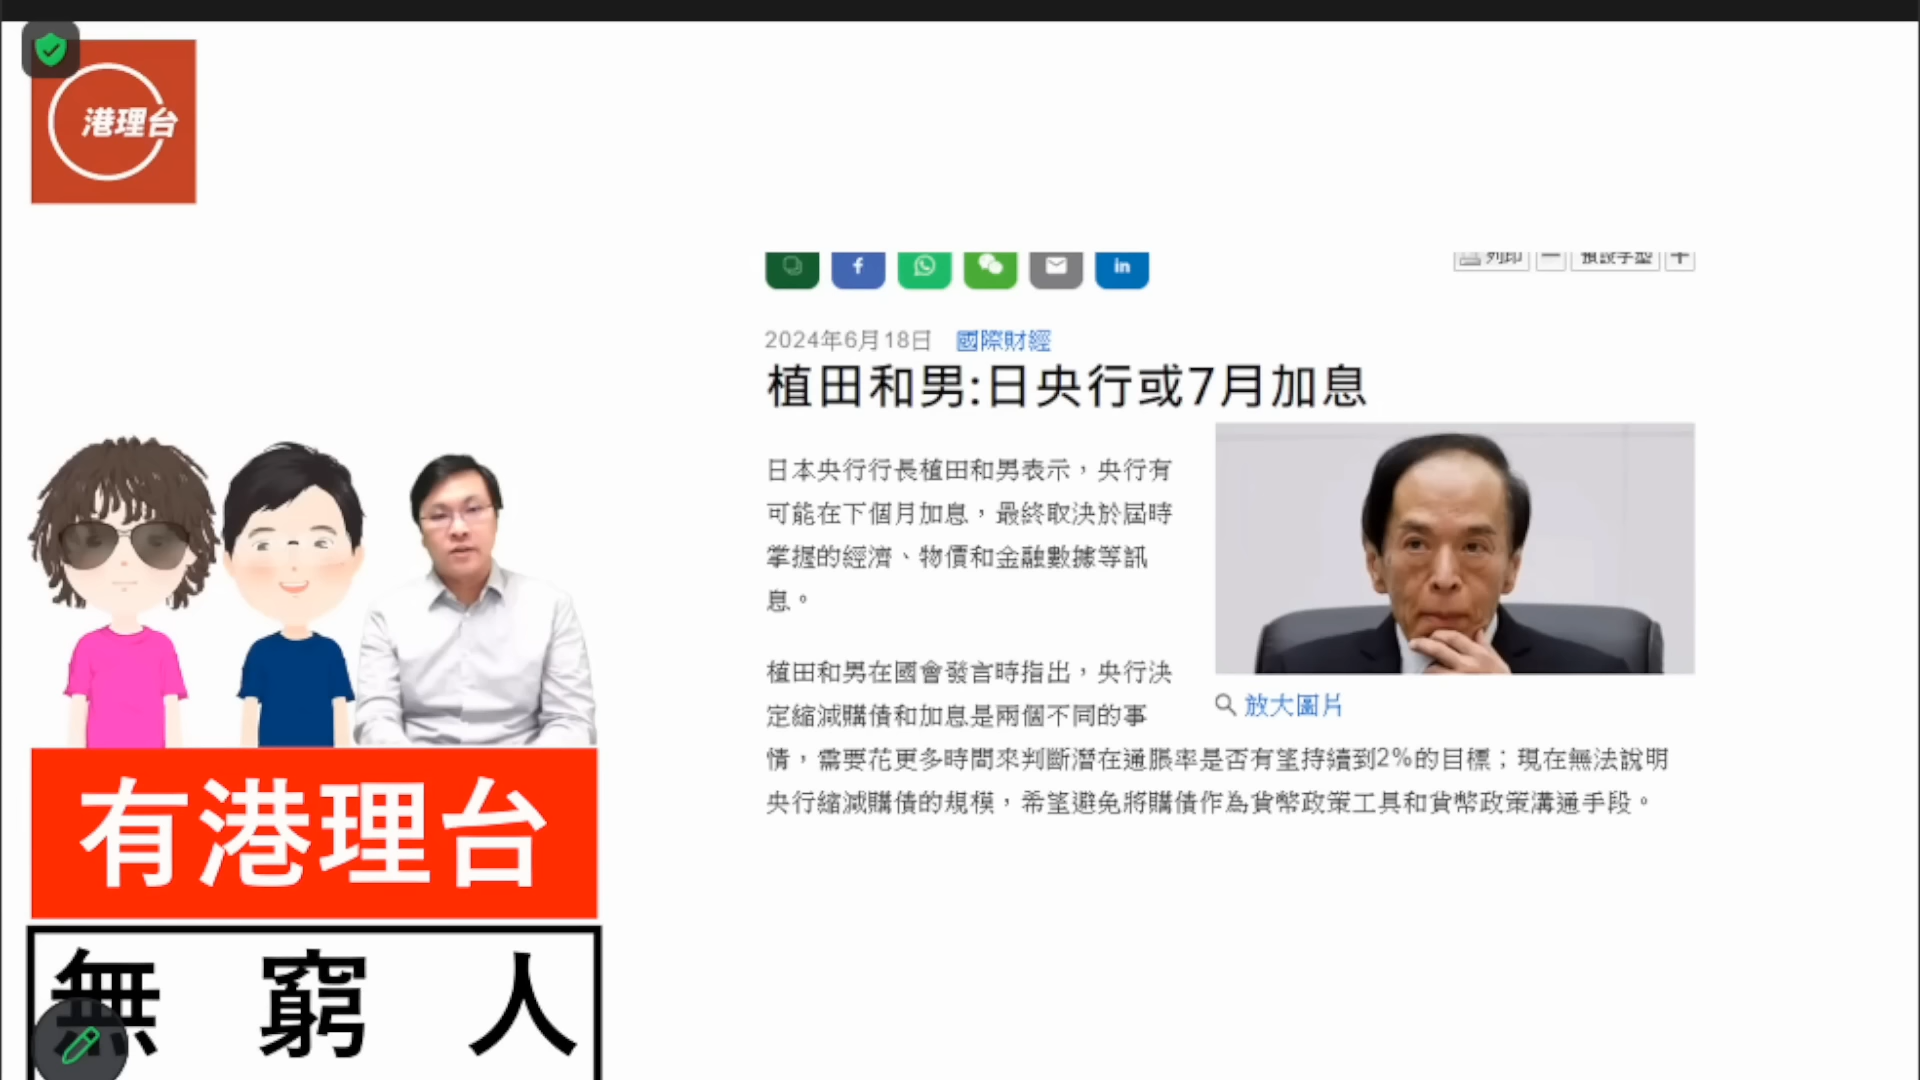 港理台
列印
預設字型
2024年6月18日 國際財經
植田和男:日央行或7月加息
日本央行行長植田和男表示，央行有
可能在下個月加息，最終取決於屆時
掌握的經濟、物價和金融數據等訊
息。
植田和男在國會發言時指出，央行決
定縮減購債和加息是兩個不同的事
情，需要花更多時間來判斷潛在通脹率是否有望持續到2%的目標；現在無法說明
央行縮減購債的規模，希望避免將購債作為貨幣政策工具和貨幣政策溝通手段。
放大圖片
有港理台
無窮人